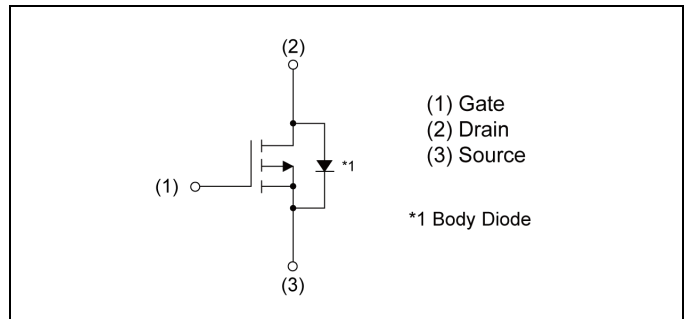 (2)
(1) Gate
(2) Drain
(3) Source
*1
(1)
*1 Body Diode
(3)